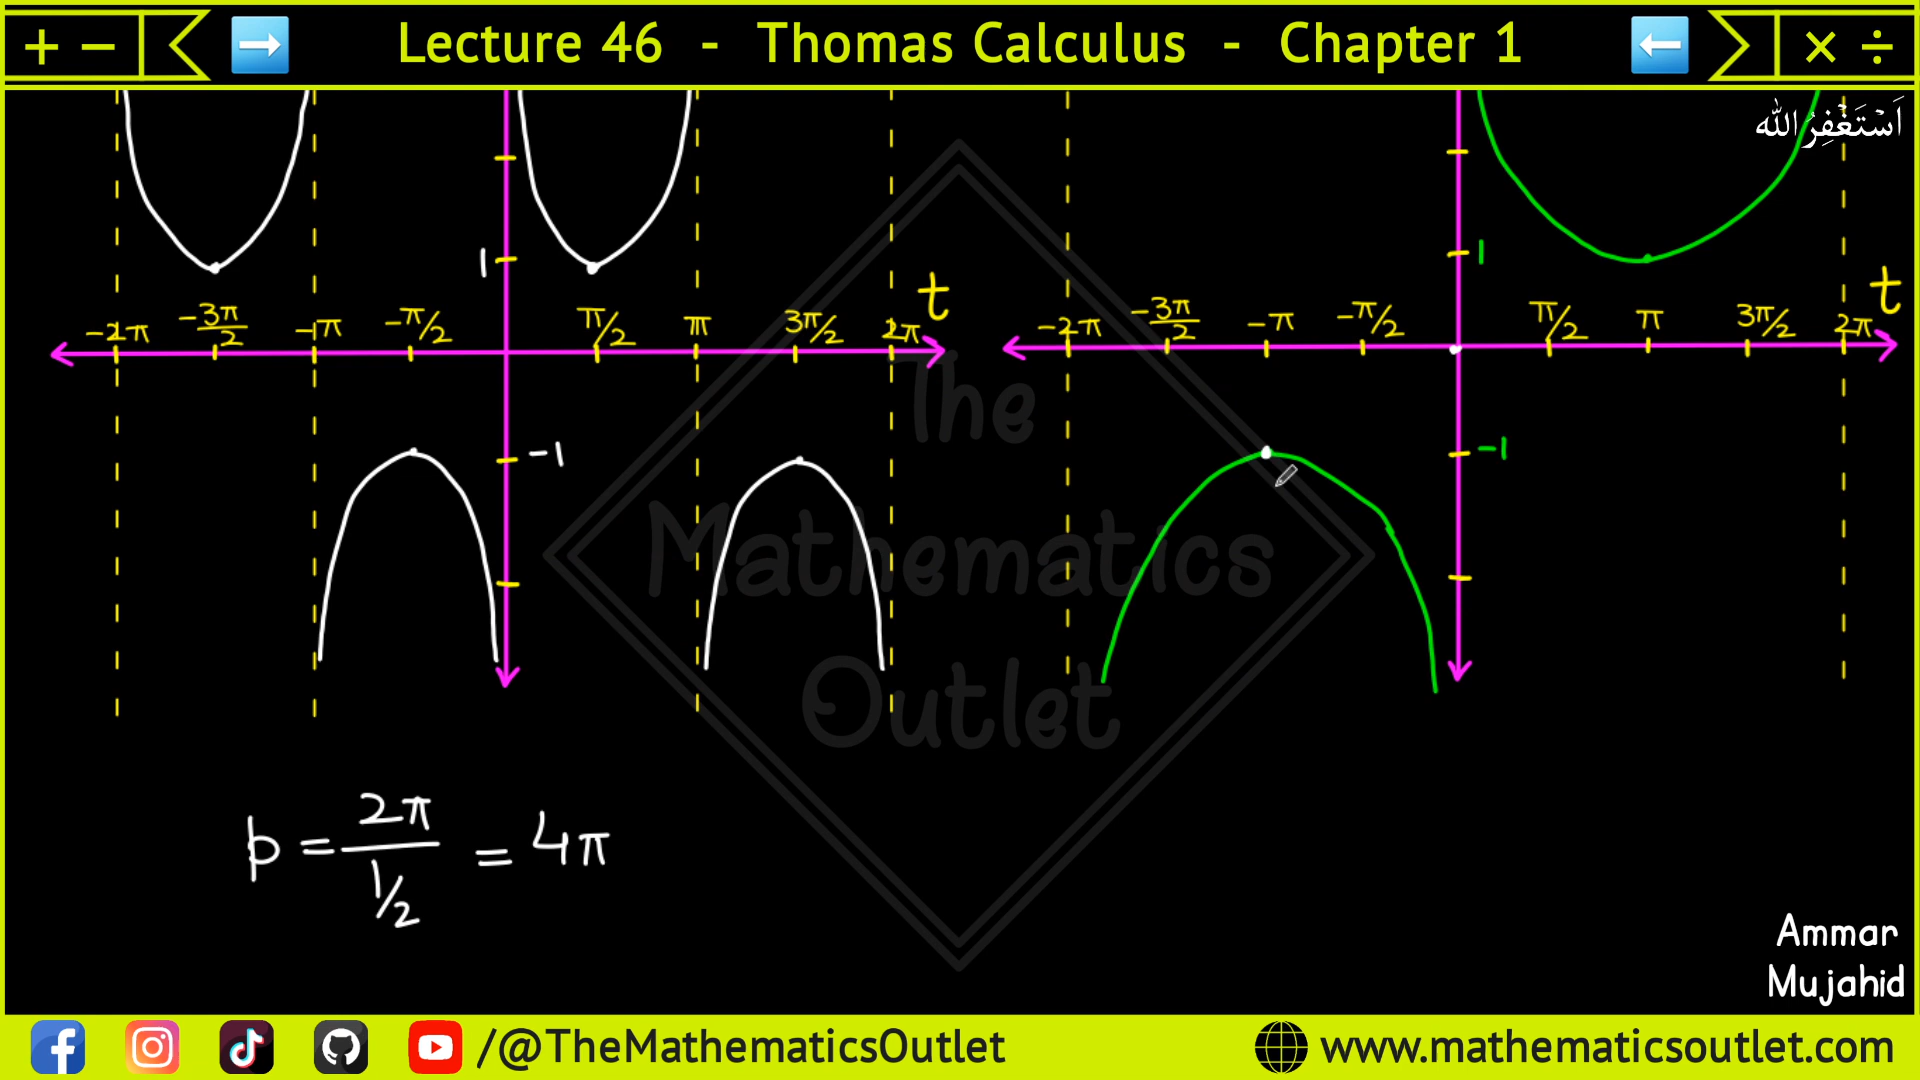 + − Lecture 46 - Thomas Calculus - Chapter 1 × ÷
اَسْتَغْفِرُاللّٰه
1
t
-2π -3π/2 -π -π/2 π/2 π 3π/2 2π
-1
1
t
-2π -3π/2 -π -π/2 π/2 π 3π/2 2π
-1
The
Mathematics
Outlet
p = 2π/(1/2) = 4π
Ammar
Mujahid
/@TheMathematicsOutlet www.mathematicsoutlet.com